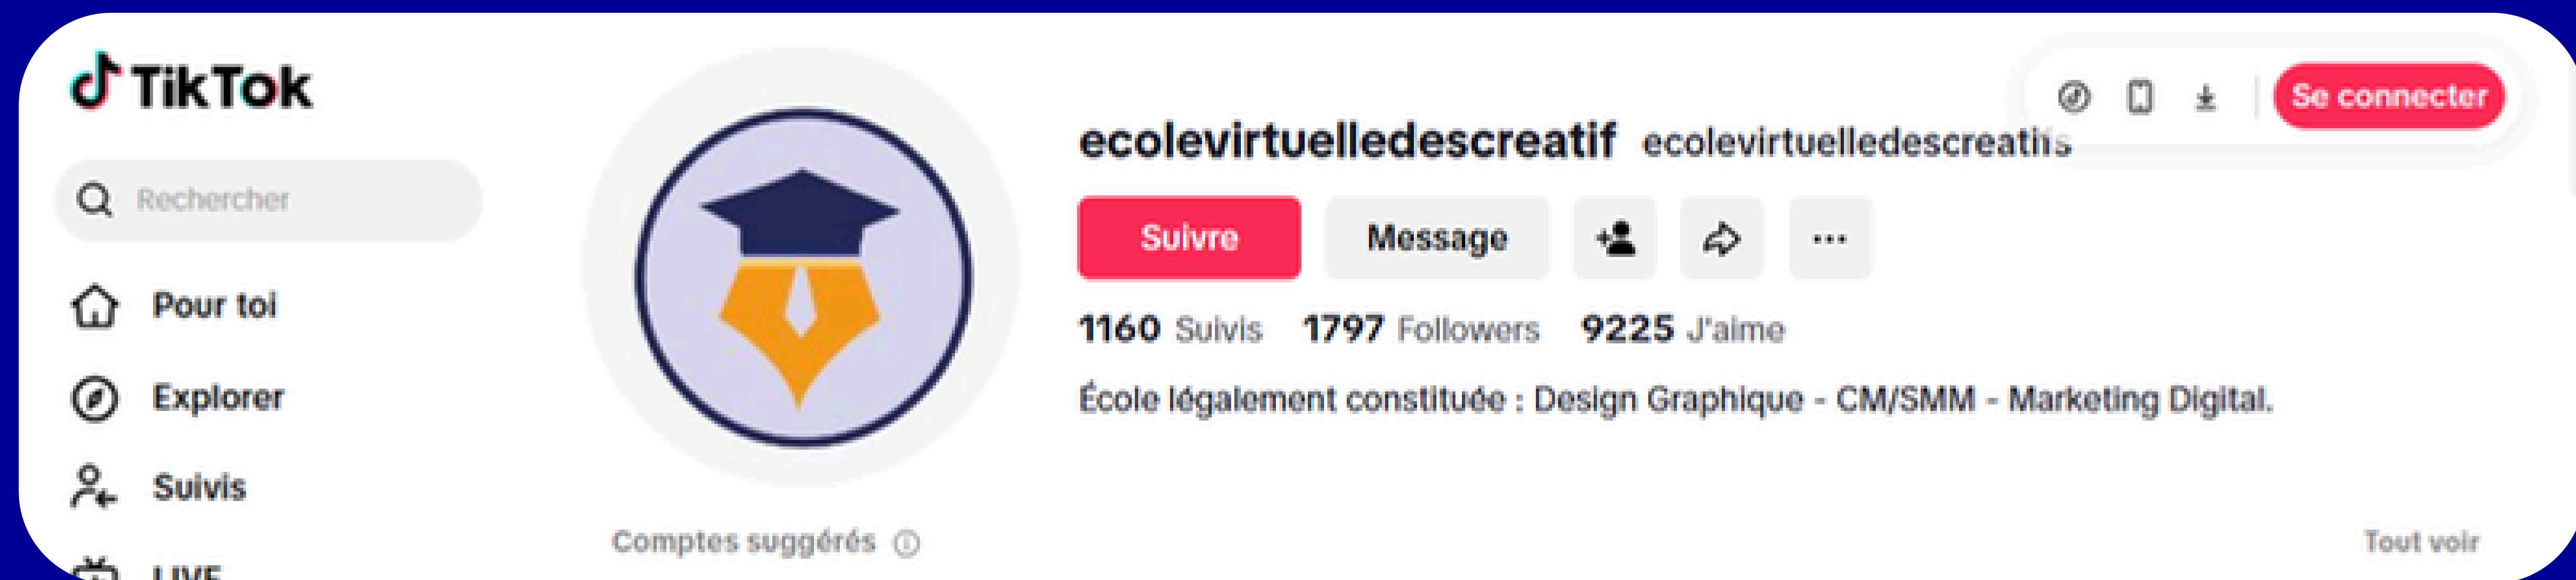 TikTok
Rechercher
Pour toi
Explorer
Suivis
LIVE
ecolevirtuelledescreatif ecolevirtuelledescreatifs
Se connecter
Suivre Message
1160 Suivis 1797 Followers 9225 J'aime
École légalement constituée : Design Graphique - CM/SMM - Marketing Digital.
Comptes suggérés
Tout voir